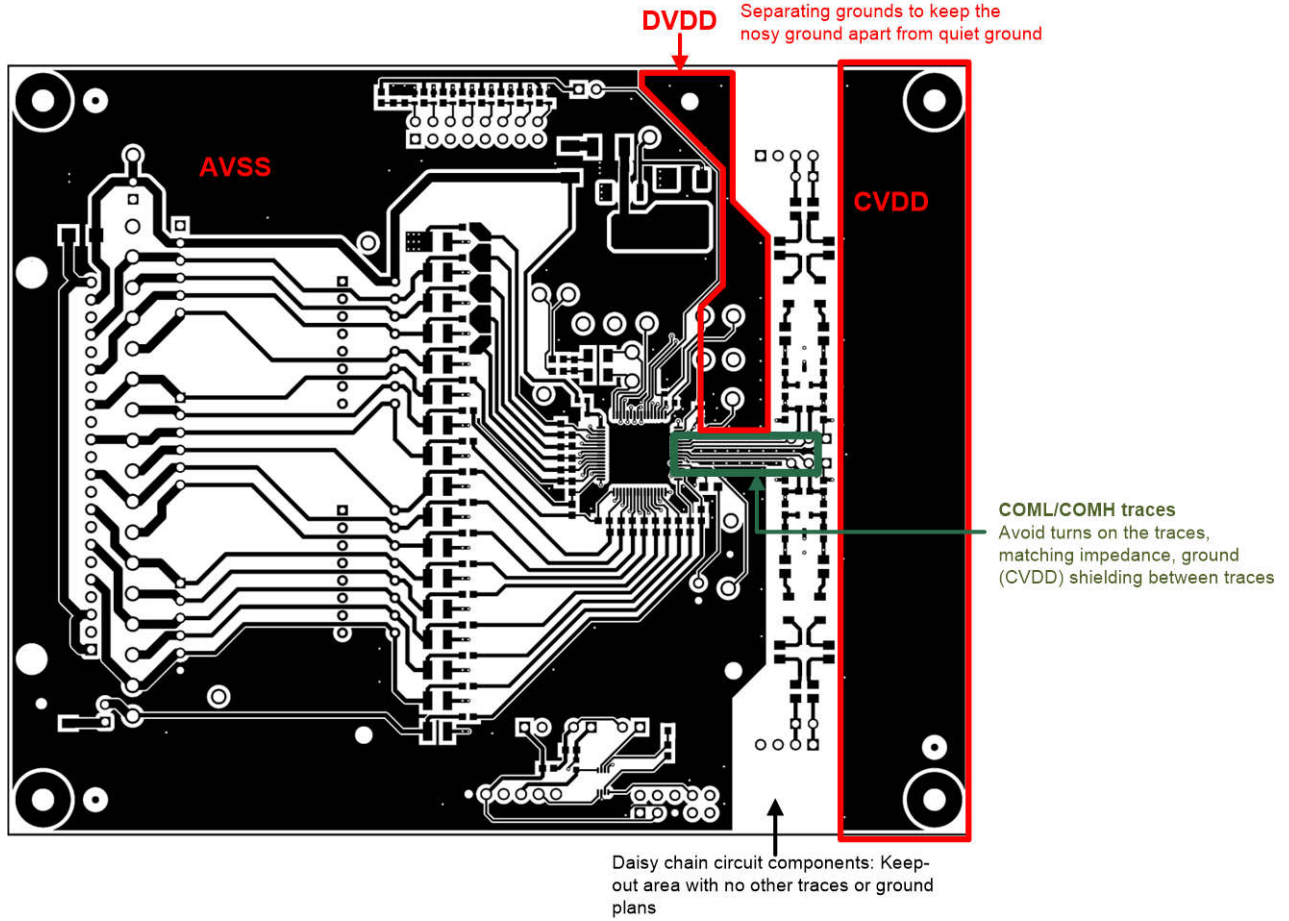 DVDD
Separating grounds to keep the
nosy ground apart from quiet ground
AVSS
CVDD
COML/COMH traces
Avoid turns on the traces,
matching impedance, ground
(CVDD) shielding between traces
Daisy chain circuit components: Keep-
out area with no other traces or ground
plans